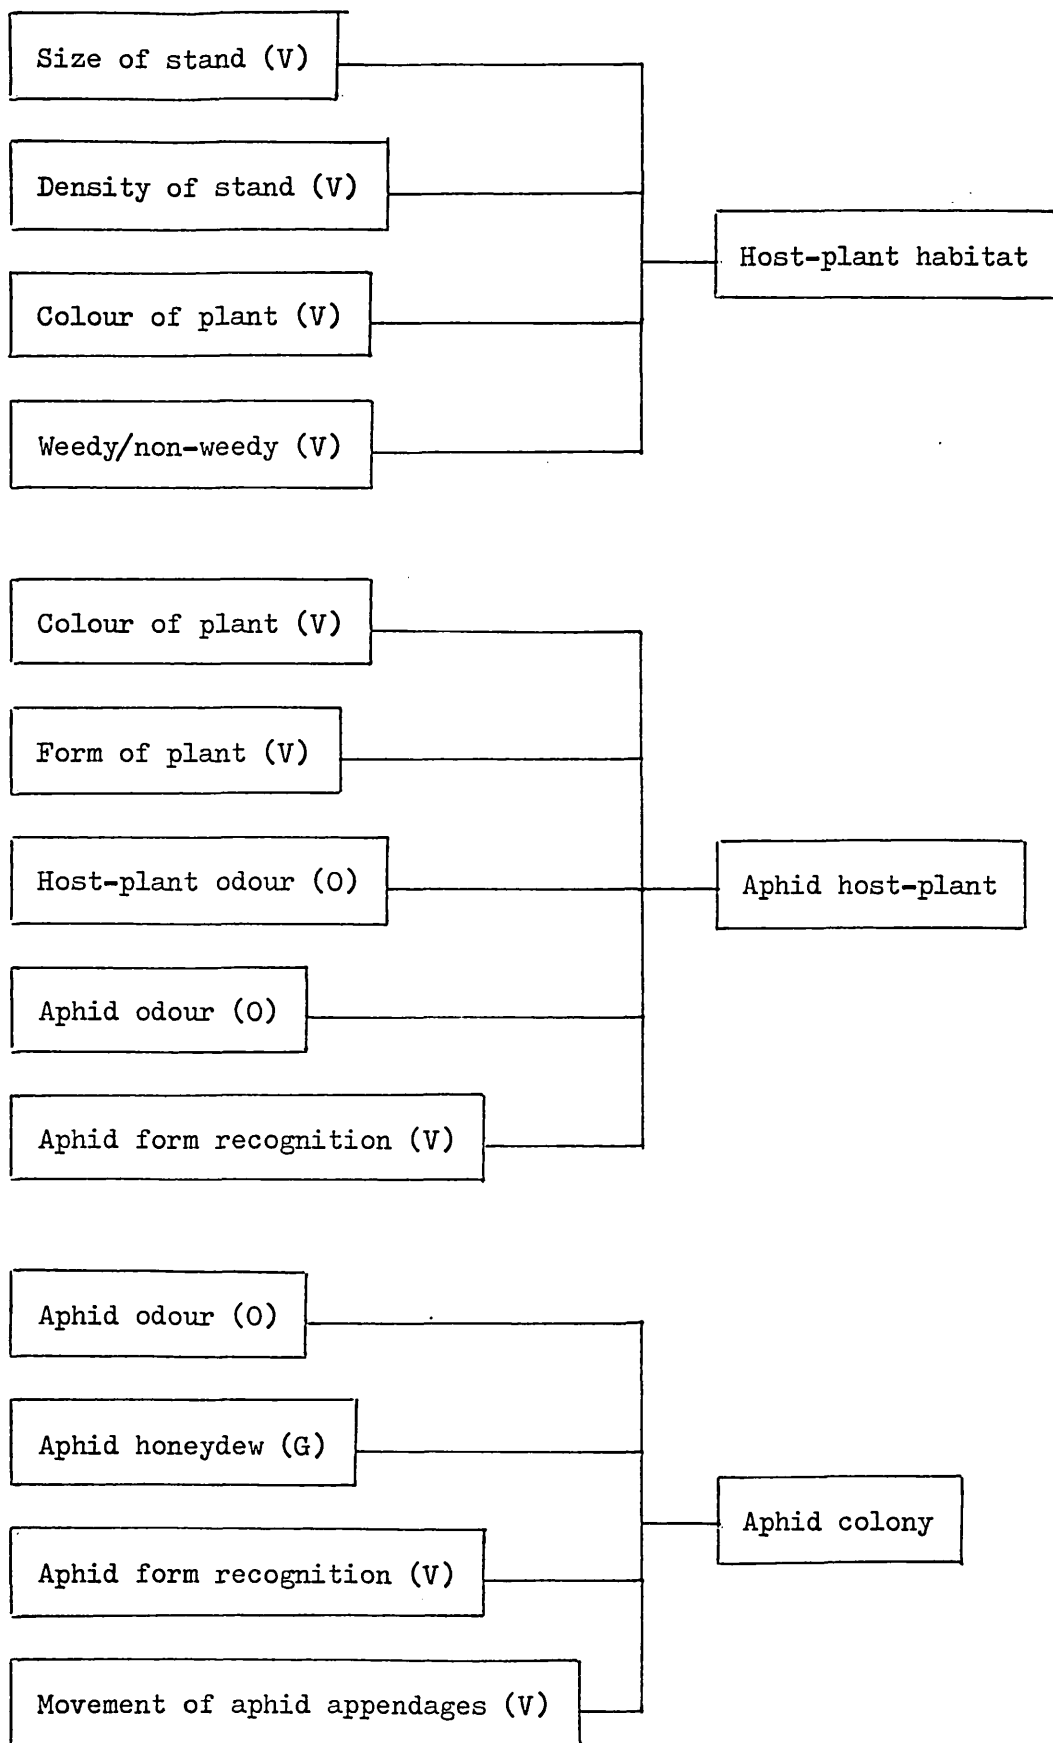 Size of stand (V)
Density of stand (V)
Host-plant habitat
Colour of plant (V)
Weedy/non-weedy (V)
Colour of plant (V)
Form of plant (V)
Host-plant odour (O)
Aphid host-plant
Aphid odour (O)
Aphid form recognition (V)
Aphid odour (O)
Aphid honeydew (G)
Aphid colony
Aphid form recognition (V)
Movement of aphid appendages (V)